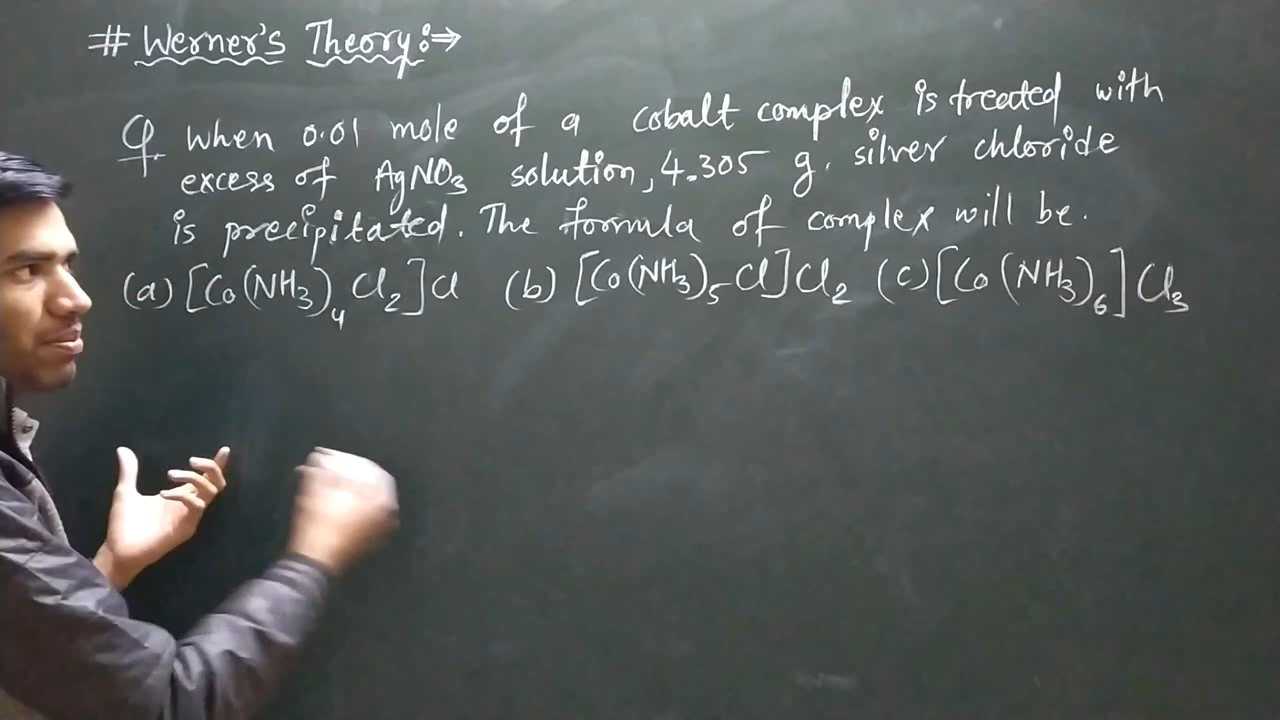 # Werner's Theory:→
Q. When 0.01 mole of a cobalt complex is treated with
excess of AgNO₃ solution, 4.305 g. silver chloride
is precipitated. The formula of complex will be.
(a) [Co(NH₃)₄Cl₂]Cl (b) [Co(NH₃)₅Cl]Cl₂ (c) [Co(NH₃)₆]Cl₃